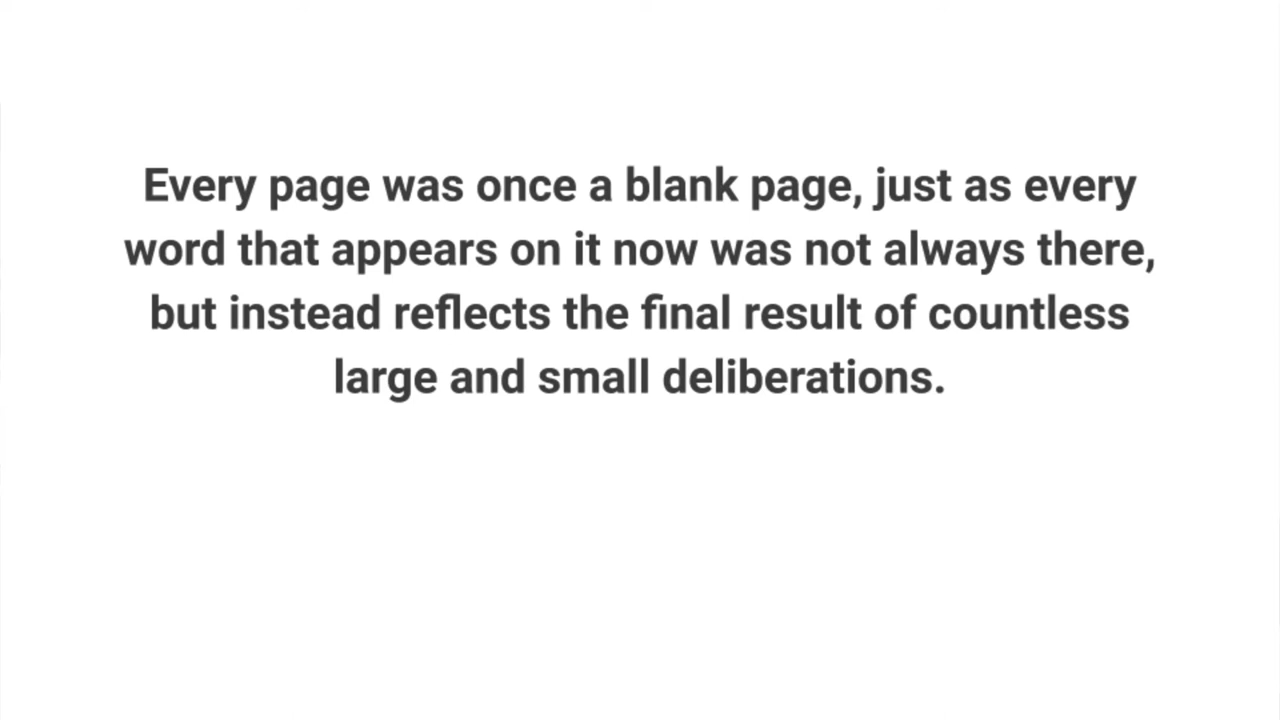 Every page was once a blank page, just as every
word that appears on it now was not always there,
but instead reflects the final result of countless
large and small deliberations.